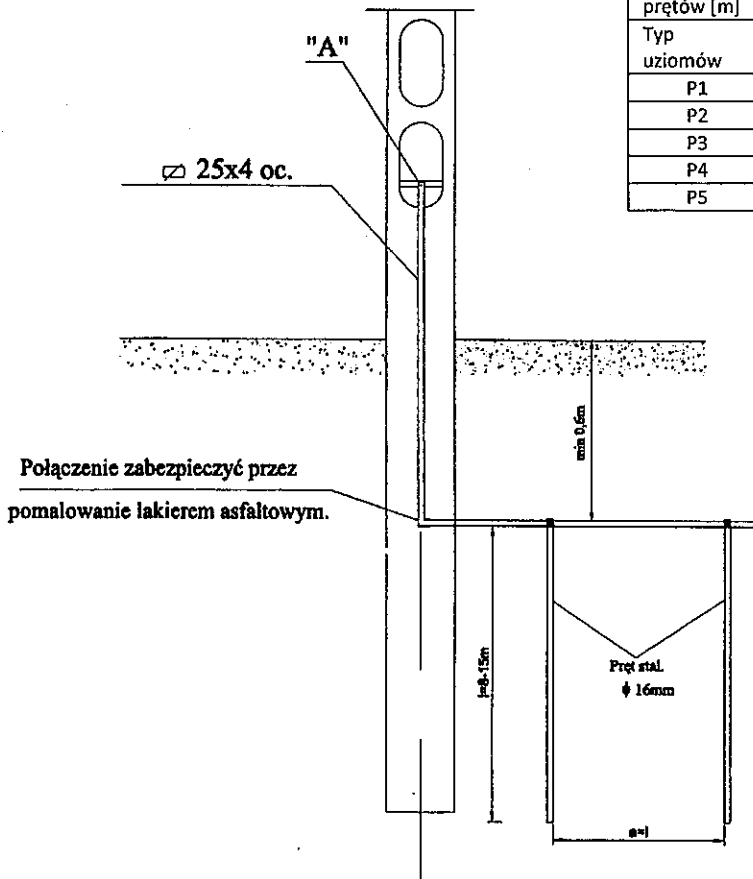 prętów [m]
Typ
uziomów
P1
P2
P3
P4
P5
"A"
25x4 oc.
min 0,6m
Połączenie zabezpieczyć przez
pomalowanie lakierem asfaltowym.
l=8-15m
Pręt stal.
ϕ 16mm
a=l